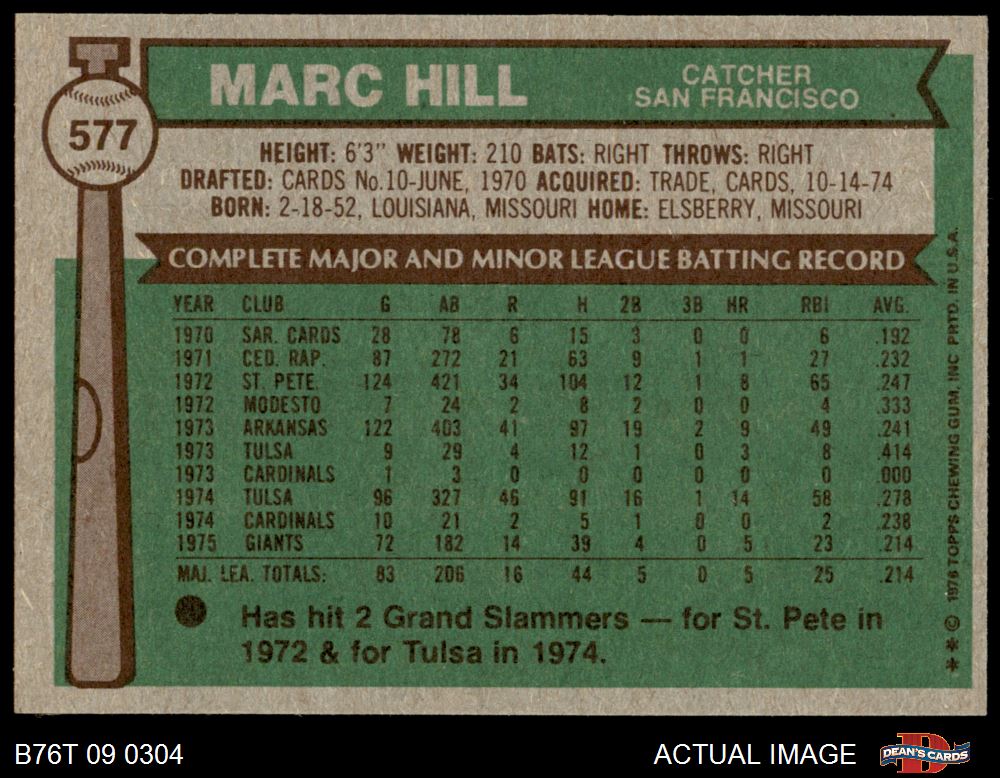 577
MARC HILL
CATCHER
SAN FRANCISCO
HEIGHT: 6'3" WEIGHT: 210 BATS: RIGHT THROWS: RIGHT
DRAFTED: CARDS No.10-JUNE, 1970 ACQUIRED: TRADE, CARDS, 10-14-74
BORN: 2-18-52, LOUISIANA, MISSOURI HOME: ELSBERRY, MISSOURI
COMPLETE MAJOR AND MINOR LEAGUE BATTING RECORD
YEAR CLUB G AB R H 2B 3B HR RBI AVG.
1970 SAR. CARDS 28 78 6 15 3 0 0 6 .192
1971 CED. RAP. 87 272 21 63 9 1 1 27 .232
1972 ST. PETE 124 421 34 104 12 1 8 65 .247
1972 MODESTO 7 24 2 8 2 0 0 4 .333
1973 ARKANSAS 122 403 41 97 19 2 9 49 .241
1973 TULSA 9 29 4 12 1 0 3 8 .414
1973 CARDINALS 1 3 0 0 0 0 0 0 .000
1974 TULSA 96 327 46 91 16 1 14 58 .278
1974 CARDINALS 10 21 2 5 1 0 0 2 .238
1975 GIANTS 72 182 14 39 4 0 5 23 .214
MAJ. LEA. TOTALS: 83 206 16 44 5 0 5 25 .214
Has hit 2 Grand Slammers — for St. Pete in
1972 & for Tulsa in 1974.
** © 1976 TOPPS CHEWING GUM, INC PRTD. IN U.S.A.
B76T 09 0304
ACTUAL IMAGE
D
DEAN'S CARDS